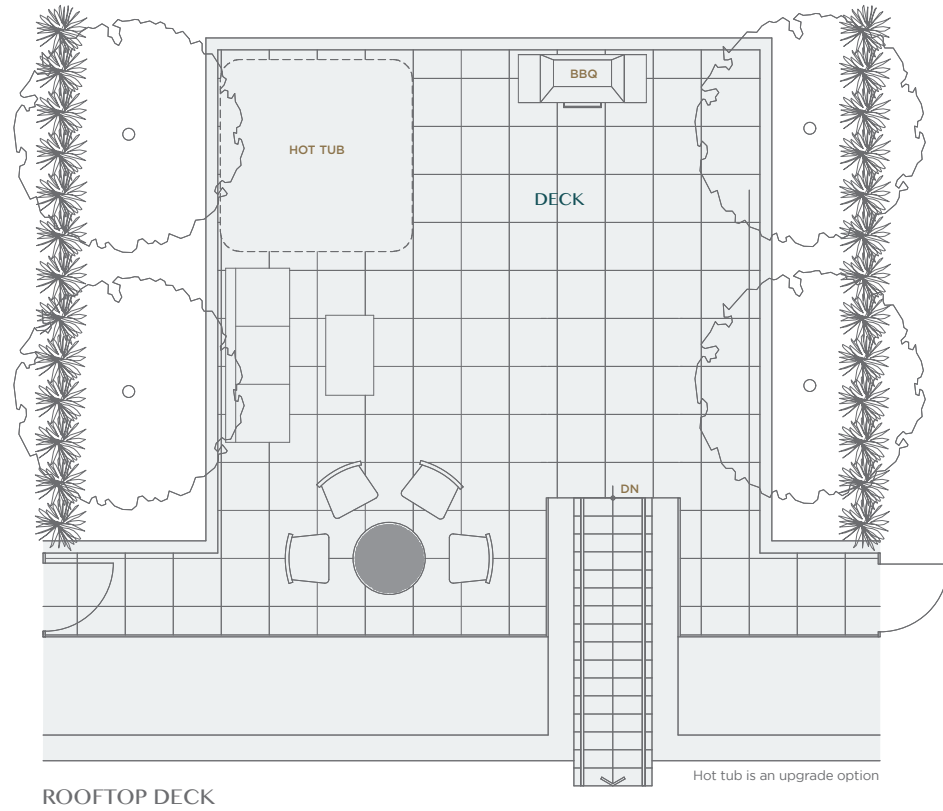 BBQ
HOT TUB
DECK
DN
Hot tub is an upgrade option
ROOFTOP DECK